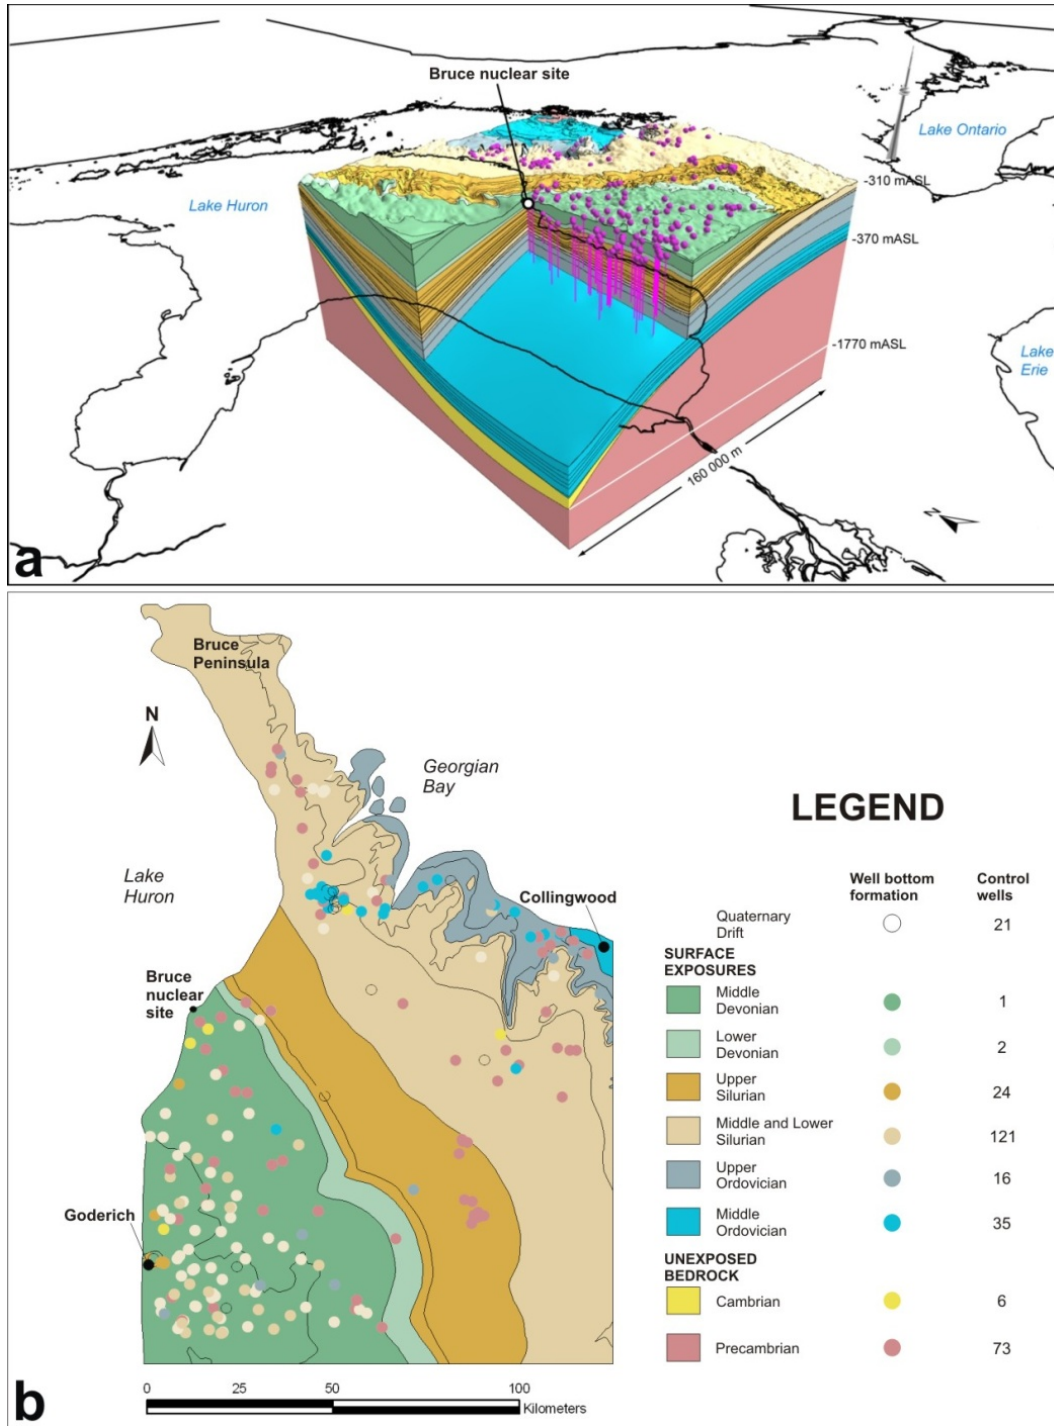 Bruce nuclear site
Lake Ontario
Lake Huron
-310 mASL
-370 mASL
-1770 mASL
Lake
Erie
160 000 m
N
a
Bruce
Peninsula
N
Georgian
Bay
Lake
Huron
Collingwood
Bruce
nuclear
site
Goderich
0 25 50 100
Kilometers
b
LEGEND
Well bottom formation Control wells
Quaternary Drift 21
SURFACE
EXPOSURES
Middle Devonian 1
Lower Devonian 2
Upper Silurian 24
Middle and Lower Silurian 121
Upper Ordovician 16
Middle Ordovician 35
UNEXPOSED
BEDROCK
Cambrian 6
Precambrian 73